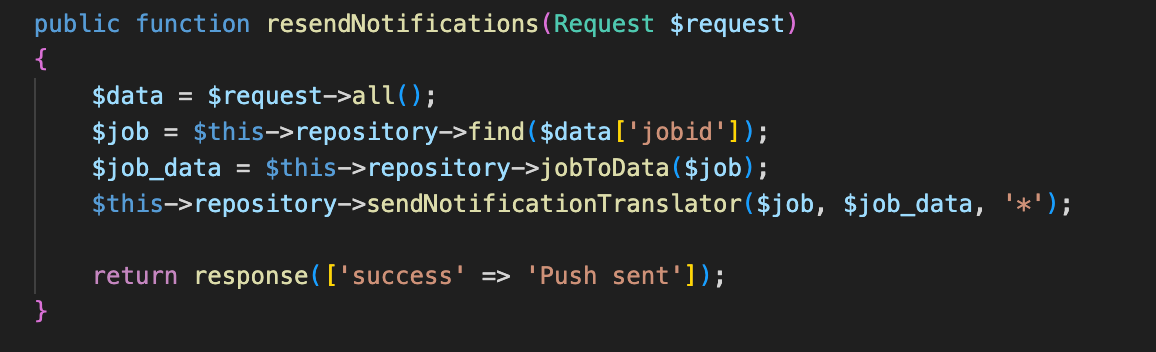 public function resendNotifications(Request $request)
{
    $data = $request->all();
    $job = $this->repository->find($data['jobid']);
    $job_data = $this->repository->jobToData($job);
    $this->repository->sendNotificationTranslator($job, $job_data, '*');

    return response(['success' => 'Push sent']);
}